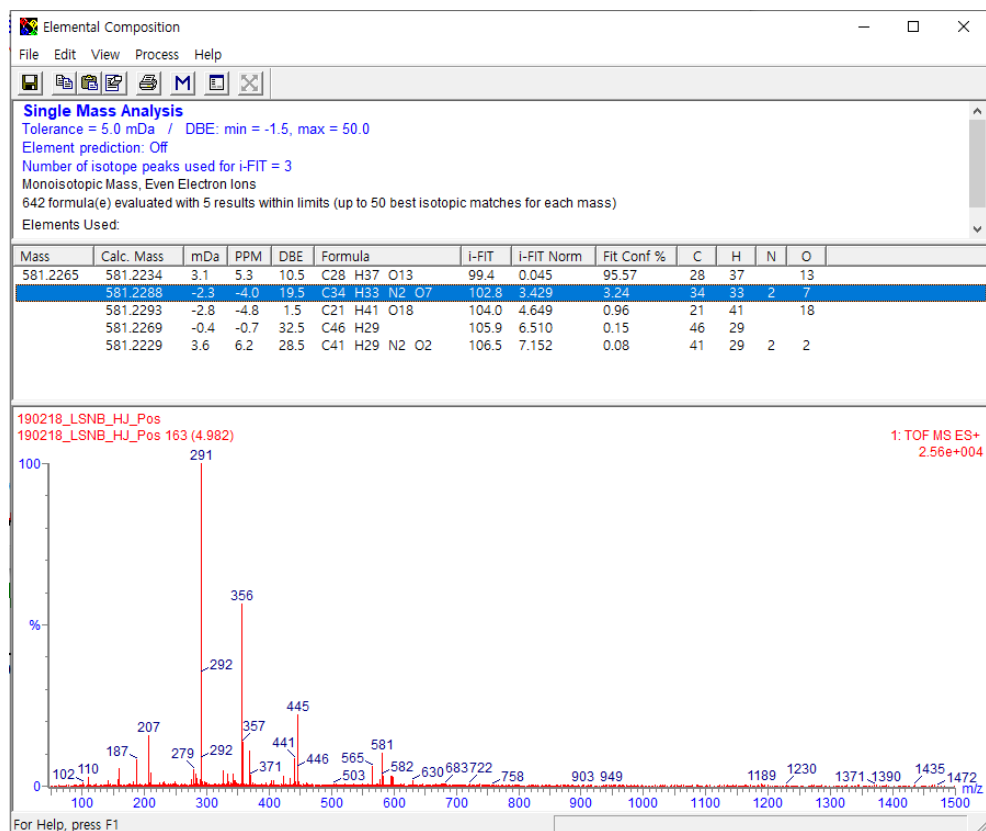 Elemental Composition
File Edit View Process Help
M
Single Mass Analysis
Tolerance = 5.0 mDa / DBE: min = -1.5, max = 50.0
Element prediction: Off
Number of isotope peaks used for i-FIT = 3
Monoisotopic Mass, Even Electron Ions
642 formula(e) evaluated with 5 results within limits (up to 50 best isotopic matches for each mass)
Elements Used:
Mass Calc. Mass mDa PPM DBE Formula i-FIT i-FIT Norm Fit Conf % C H N O
581.2265 581.2234 3.1 5.3 10.5 C28 H37 O13 99.4 0.045 95.57 28 37 13
581.2288 -2.3 -4.0 19.5 C34 H33 N2 O7 102.8 3.429 3.24 34 33 2 7
581.2293 -2.8 -4.8 1.5 C21 H41 O18 104.0 4.649 0.96 21 41 18
581.2269 -0.4 -0.7 32.5 C46 H29 105.9 6.510 0.15 46 29
581.2229 3.6 6.2 28.5 C41 H29 N2 O2 106.5 7.152 0.08 41 29 2 2
190218_LSNB_HJ_Pos
190218_LSNB_HJ_Pos 163 (4.982) 1: TOF MS ES+
2.56e+004
291
100
356
%
292
445
207 357
187 279 292 371 441 446 565 581
102 110 503 582 630 683 722 758 903 949 1189 1230 1371 1390 1435 1472
0
m/z
100 200 300 400 500 600 700 800 900 1000 1100 1200 1300 1400 1500
For Help, press F1